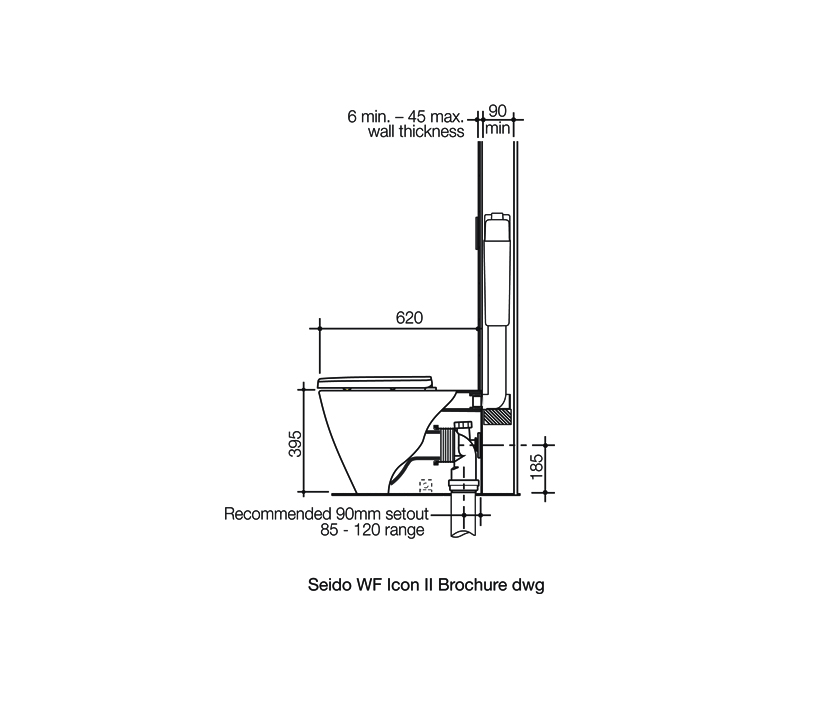 6 min. – 45 max.
wall thickness
90
min
620
395
185
Recommended 90mm setout
85 - 120 range
Seido WF Icon II Brochure dwg